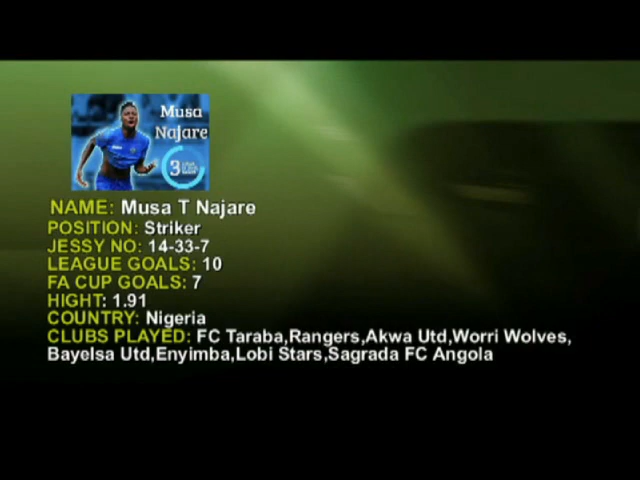 Musa
Najare
3
NAME: Musa T Najare
POSITION: Striker
JESSY NO: 14-33-7
LEAGUE GOALS: 10
FA CUP GOALS: 7
HIGHT: 1.91
COUNTRY: Nigeria
CLUBS PLAYED: FC Taraba,Rangers,Akwa Utd,Worri Wolves,
Bayelsa Utd,Enyimba,Lobi Stars,Sagrada FC Angola